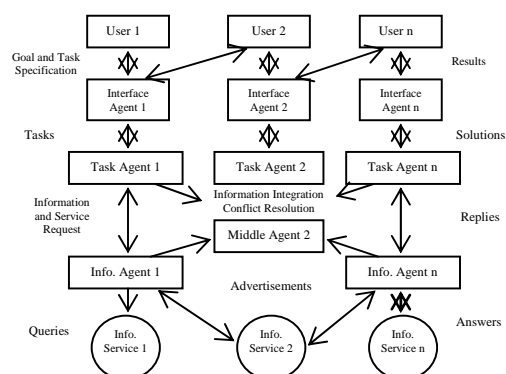 User 1
User 2
User n
Goal and Task
Specification
Results
Interface
Agent 1
Interface
Agent 2
Interface
Agent n
Tasks
Solutions
Task Agent 1
Task Agent 2
Task Agent n
Information
and Service
Request
Information Integration
Conflict Resolution
Replies
Middle Agent 2
Info. Agent 1
Info. Agent n
Advertisements
Queries
Info.
Service 1
Info.
Service 2
Info.
Service n
Answers